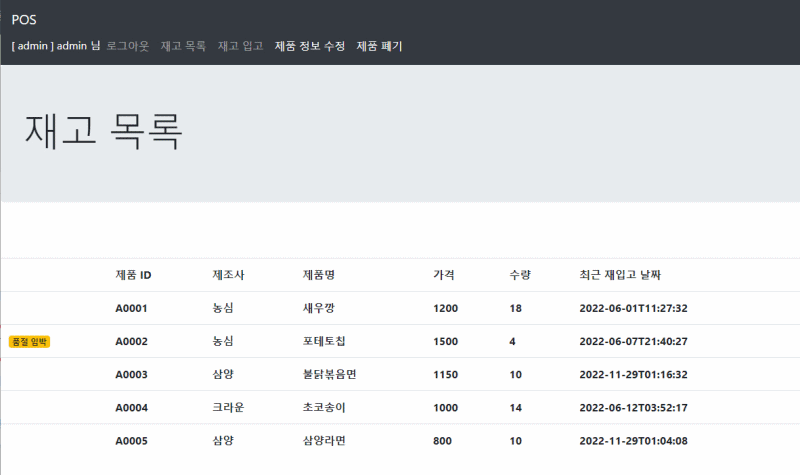 POS
[ admin ] admin 님 로그아웃 재고 목록 재고 입고 제품 정보 수정 제품 폐기
재고 목록
제품 ID 제조사 제품명 가격 수량 최근 재입고 날짜
A0001 농심 새우깡 1200 18 2022-06-01T11:27:32
품절 임박 A0002 농심 포테토칩 1500 4 2022-06-07T21:40:27
A0003 삼양 불닭볶음면 1150 10 2022-11-29T01:16:32
A0004 크라운 초코송이 1000 14 2022-06-12T03:52:17
A0005 삼양 삼양라면 800 10 2022-11-29T01:04:08